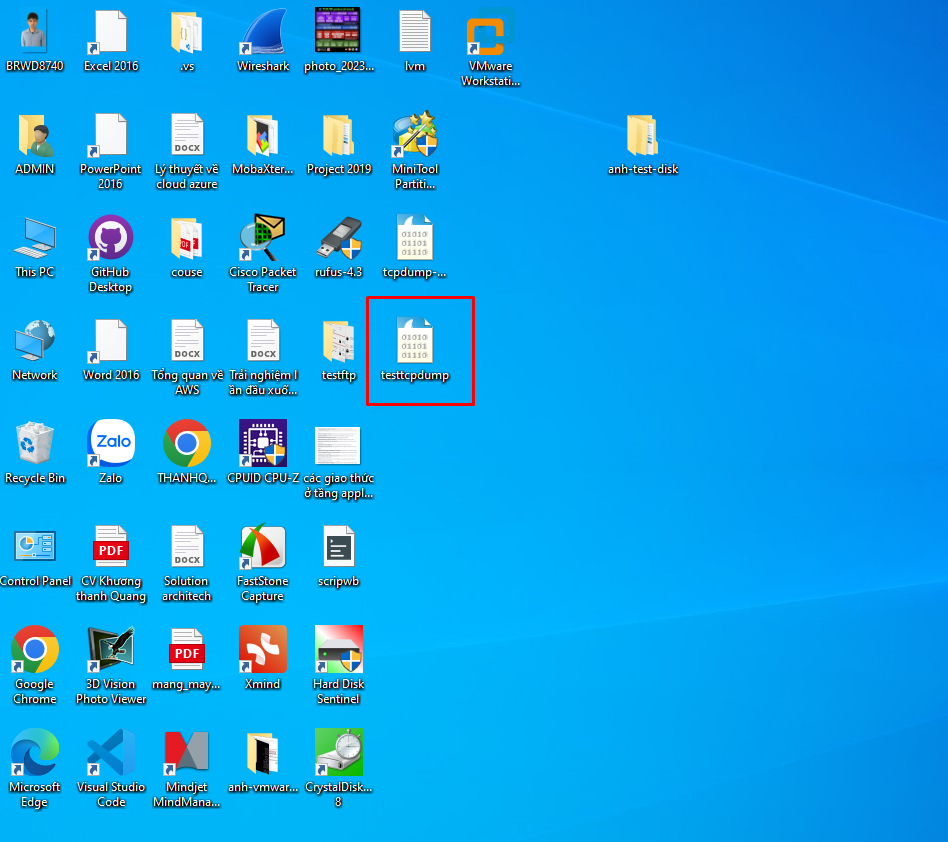 BRWD8740
Excel 2016
.vs
Wireshark
photo_2023...
lvm
VMware
Workstati...
ADMIN
PowerPoint
2016
DOCX
Lý thuyết về
cloud azure
MobaXter...
Project 2019
MiniTool
Partiti...
anh-test-disk
This PC
GitHub
Desktop
PDF
couse
Cisco Packet
Tracer
rufus-4.3
01010
01101
01110
tcpdump-...
Network
Word 2016
DOCX
Tổng quan về
AWS
DOCX
Trải nghiệm l
ần đầu xuố...
testftp
01010
01101
01110
testtcpdump
Recycle Bin
Zalo
Zalo
THANHQ...
CPUID CPU-Z
các giao thức
ở tầng appl...
Control Panel
PDF
CV Khương
thanh Quang
DOCX
Solution
architech
FastStone
Capture
scripwb
Google
Chrome
3D Vision
Photo Viewer
PDF
mang_may...
Xmind
Hard Disk
Sentinel
Microsoft
Edge
Visual Studio
Code
Mindjet
MindMana...
anh-vmwar...
CrystalDisk...
8